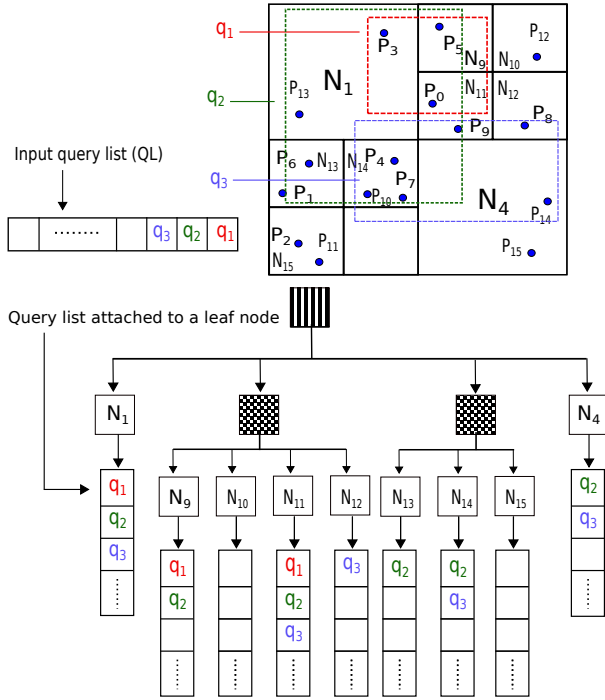 q1
P3
P5
P12
N9
N10
N1
q2
P13
P0
N11
N12
P9
P8
Input query list (QL)
P6
N13
N14
P4
q3
P1
P10
P7
N4
P14
........
q3
q2
q1
P2
N15
P11
P15
Query list attached to a leaf node
N1
N4
q1
q2
q3
......
N9
N10
N11
N12
N13
N14
N15
q2
q3
......
q1
q2
......
......
q1
q2
q3
......
q3
......
q2
......
q2
q3
......
......